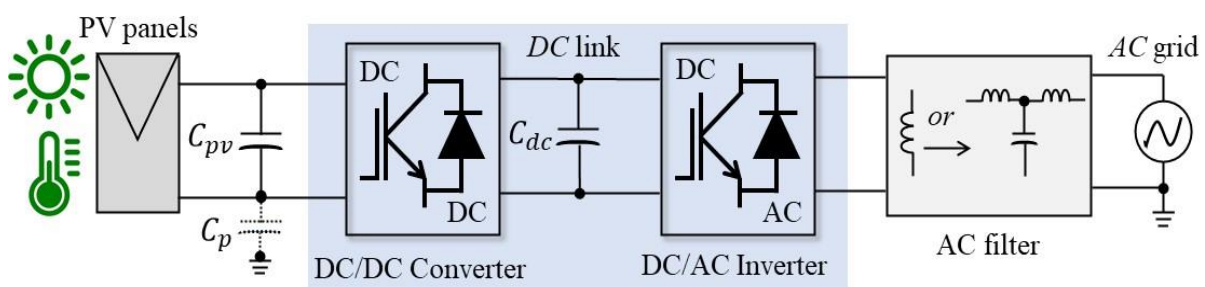 PV panels
C_pv
C_p
DC
DC
DC/DC Converter
DC link
C_dc
DC
AC
DC/AC Inverter
or
AC filter
AC grid